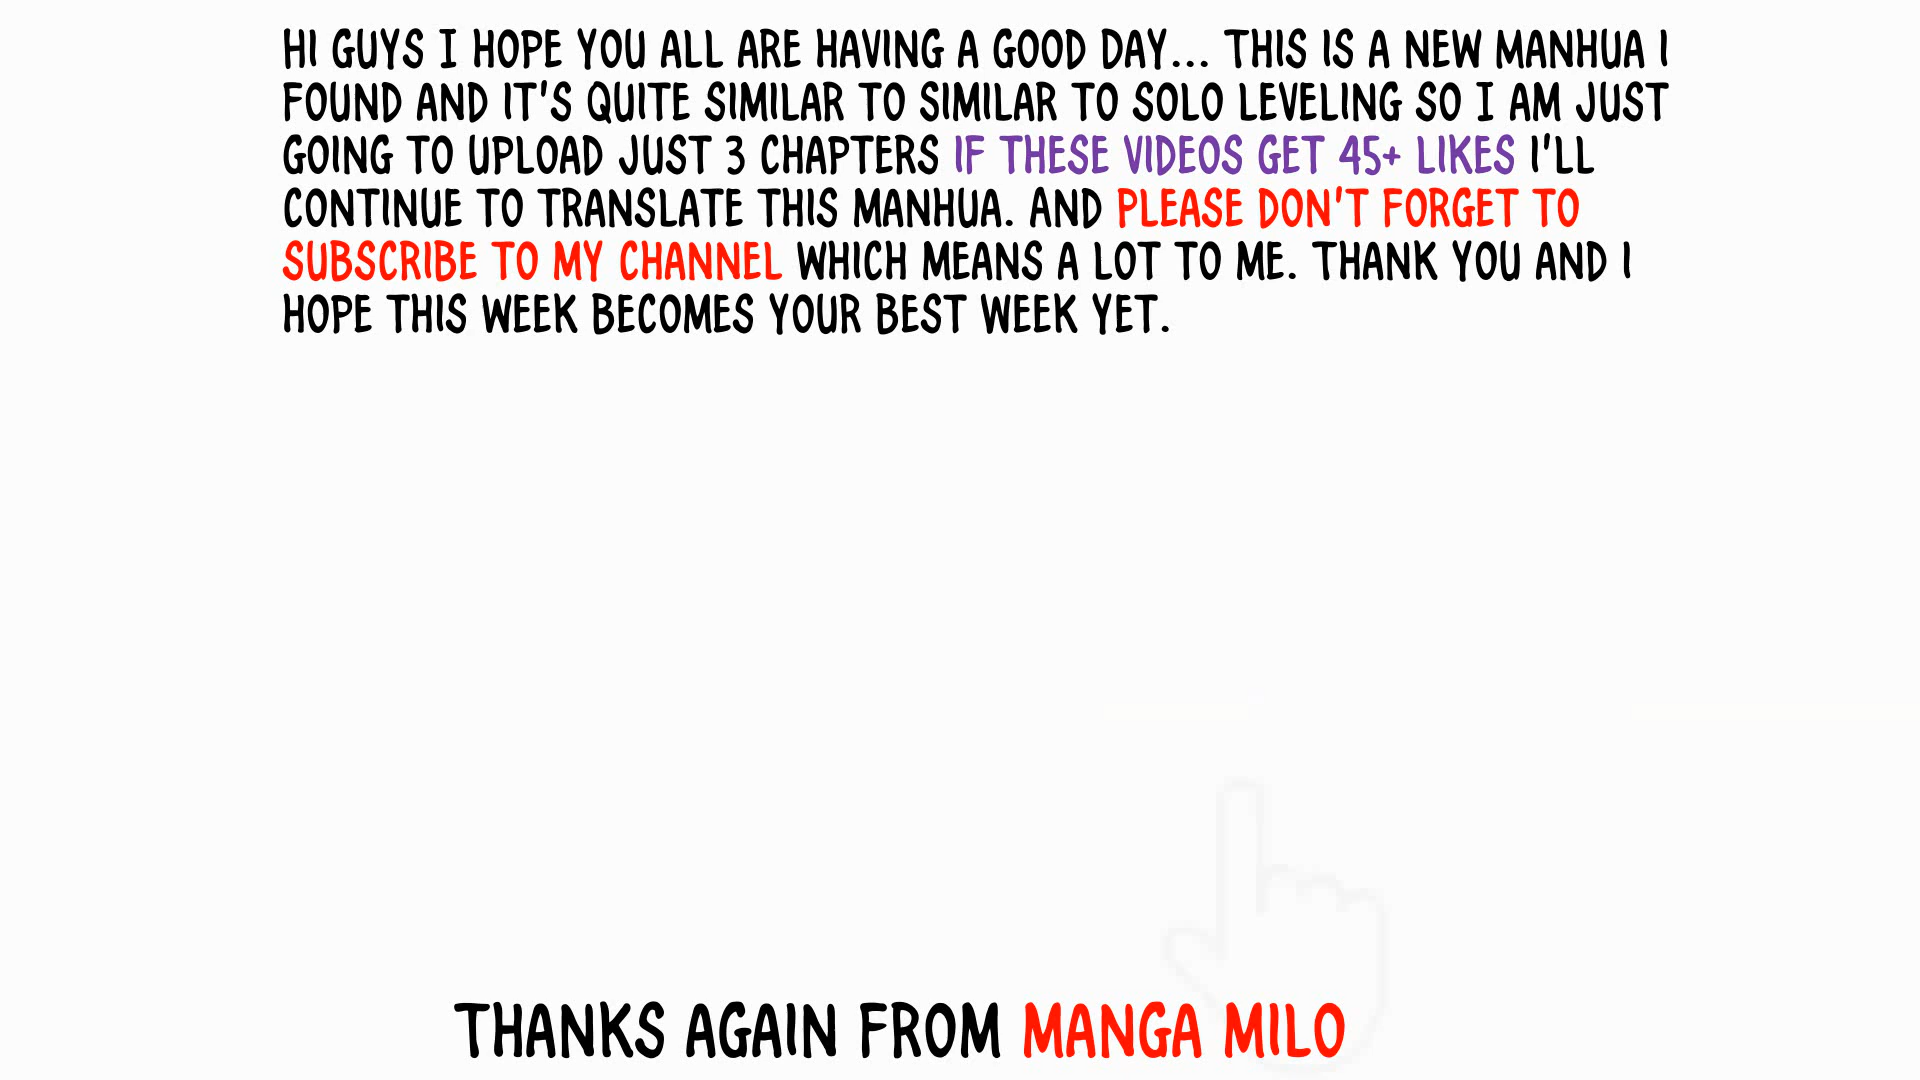 HI GUYS I HOPE YOU ALL ARE HAVING A GOOD DAY... THIS IS A NEW MANHUA I
FOUND AND IT'S QUITE SIMILAR TO SIMILAR TO SOLO LEVELING SO I AM JUST
GOING TO UPLOAD JUST 3 CHAPTERS IF THESE VIDEOS GET 45+ LIKES I'LL
CONTINUE TO TRANSLATE THIS MANHUA. AND PLEASE DON'T FORGET TO
SUBSCRIBE TO MY CHANNEL WHICH MEANS A LOT TO ME. THANK YOU AND I
HOPE THIS WEEK BECOMES YOUR BEST WEEK YET.
THANKS AGAIN FROM MANGA MILO